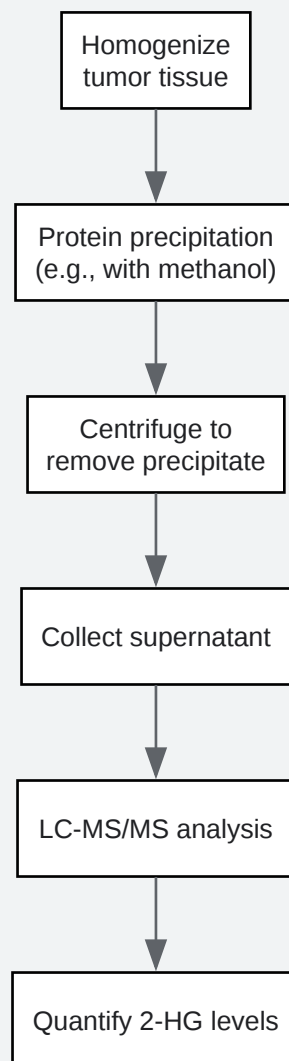 Homogenize
tumor tissue
Protein precipitation
(e.g., with methanol)
Centrifuge to
remove precipitate
Collect supernatant
LC-MS/MS analysis
Quantify 2-HG levels